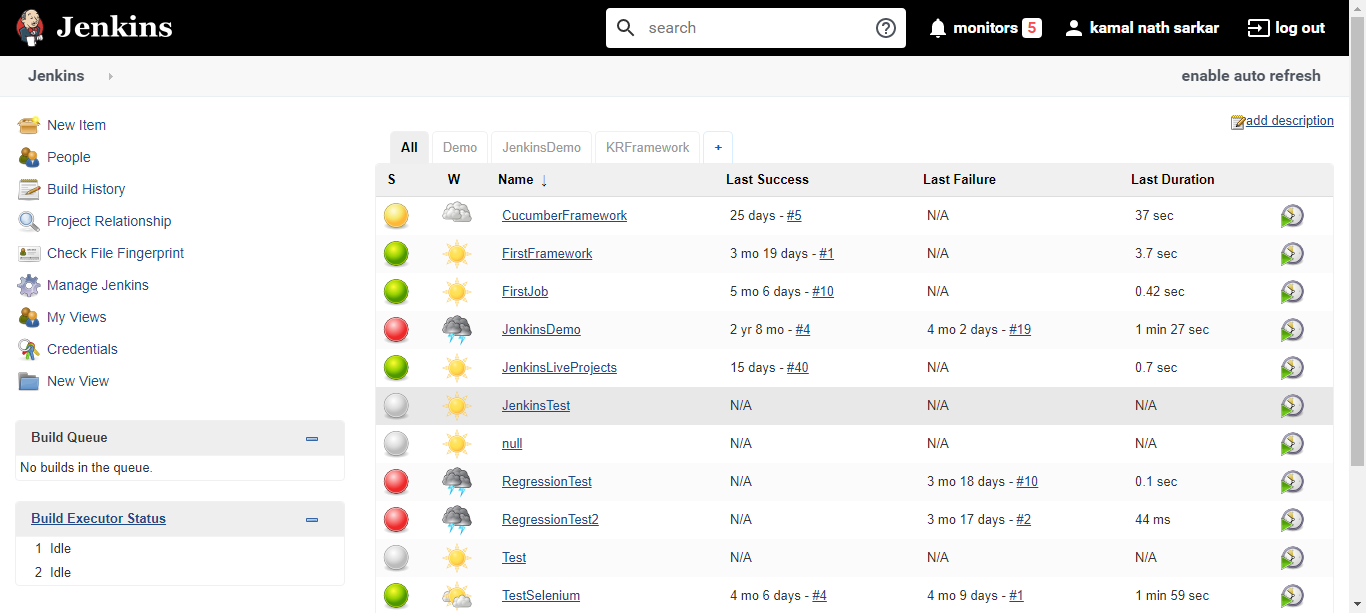 Jenkins
search
monitors 5
kamal nath sarkar
log out
Jenkins
enable auto refresh
New Item
People
Build History
Project Relationship
Check File Fingerprint
Manage Jenkins
My Views
Credentials
New View
Build Queue
No builds in the queue.
Build Executor Status
1 Idle
2 Idle
add description
All Demo JenkinsDemo KRFramework +
S W Name ↓ Last Success Last Failure Last Duration
CucumberFramework 25 days - #5 N/A 37 sec
FirstFramework 3 mo 19 days - #1 N/A 3.7 sec
FirstJob 5 mo 6 days - #10 N/A 0.42 sec
JenkinsDemo 2 yr 8 mo - #4 4 mo 2 days - #19 1 min 27 sec
JenkinsLiveProjects 15 days - #40 N/A 0.7 sec
JenkinsTest N/A N/A N/A
null N/A N/A N/A
RegressionTest N/A 3 mo 18 days - #10 0.1 sec
RegressionTest2 N/A 3 mo 17 days - #2 44 ms
Test N/A N/A N/A
TestSelenium 4 mo 6 days - #4 4 mo 9 days - #1 1 min 59 sec